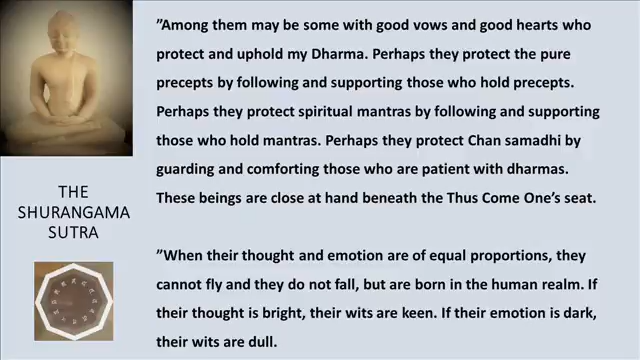 ”Among them may be some with good vows and good hearts who
protect and uphold my Dharma. Perhaps they protect the pure
precepts by following and supporting those who hold precepts.
Perhaps they protect spiritual mantras by following and supporting
those who hold mantras. Perhaps they protect Chan samadhi by
guarding and comforting those who are patient with dharmas.
These beings are close at hand beneath the Thus Come One’s seat.
”When their thought and emotion are of equal proportions, they
cannot fly and they do not fall, but are born in the human realm. If
their thought is bright, their wits are keen. If their emotion is dark,
their wits are dull.
THE
SHURANGAMA
SUTRA